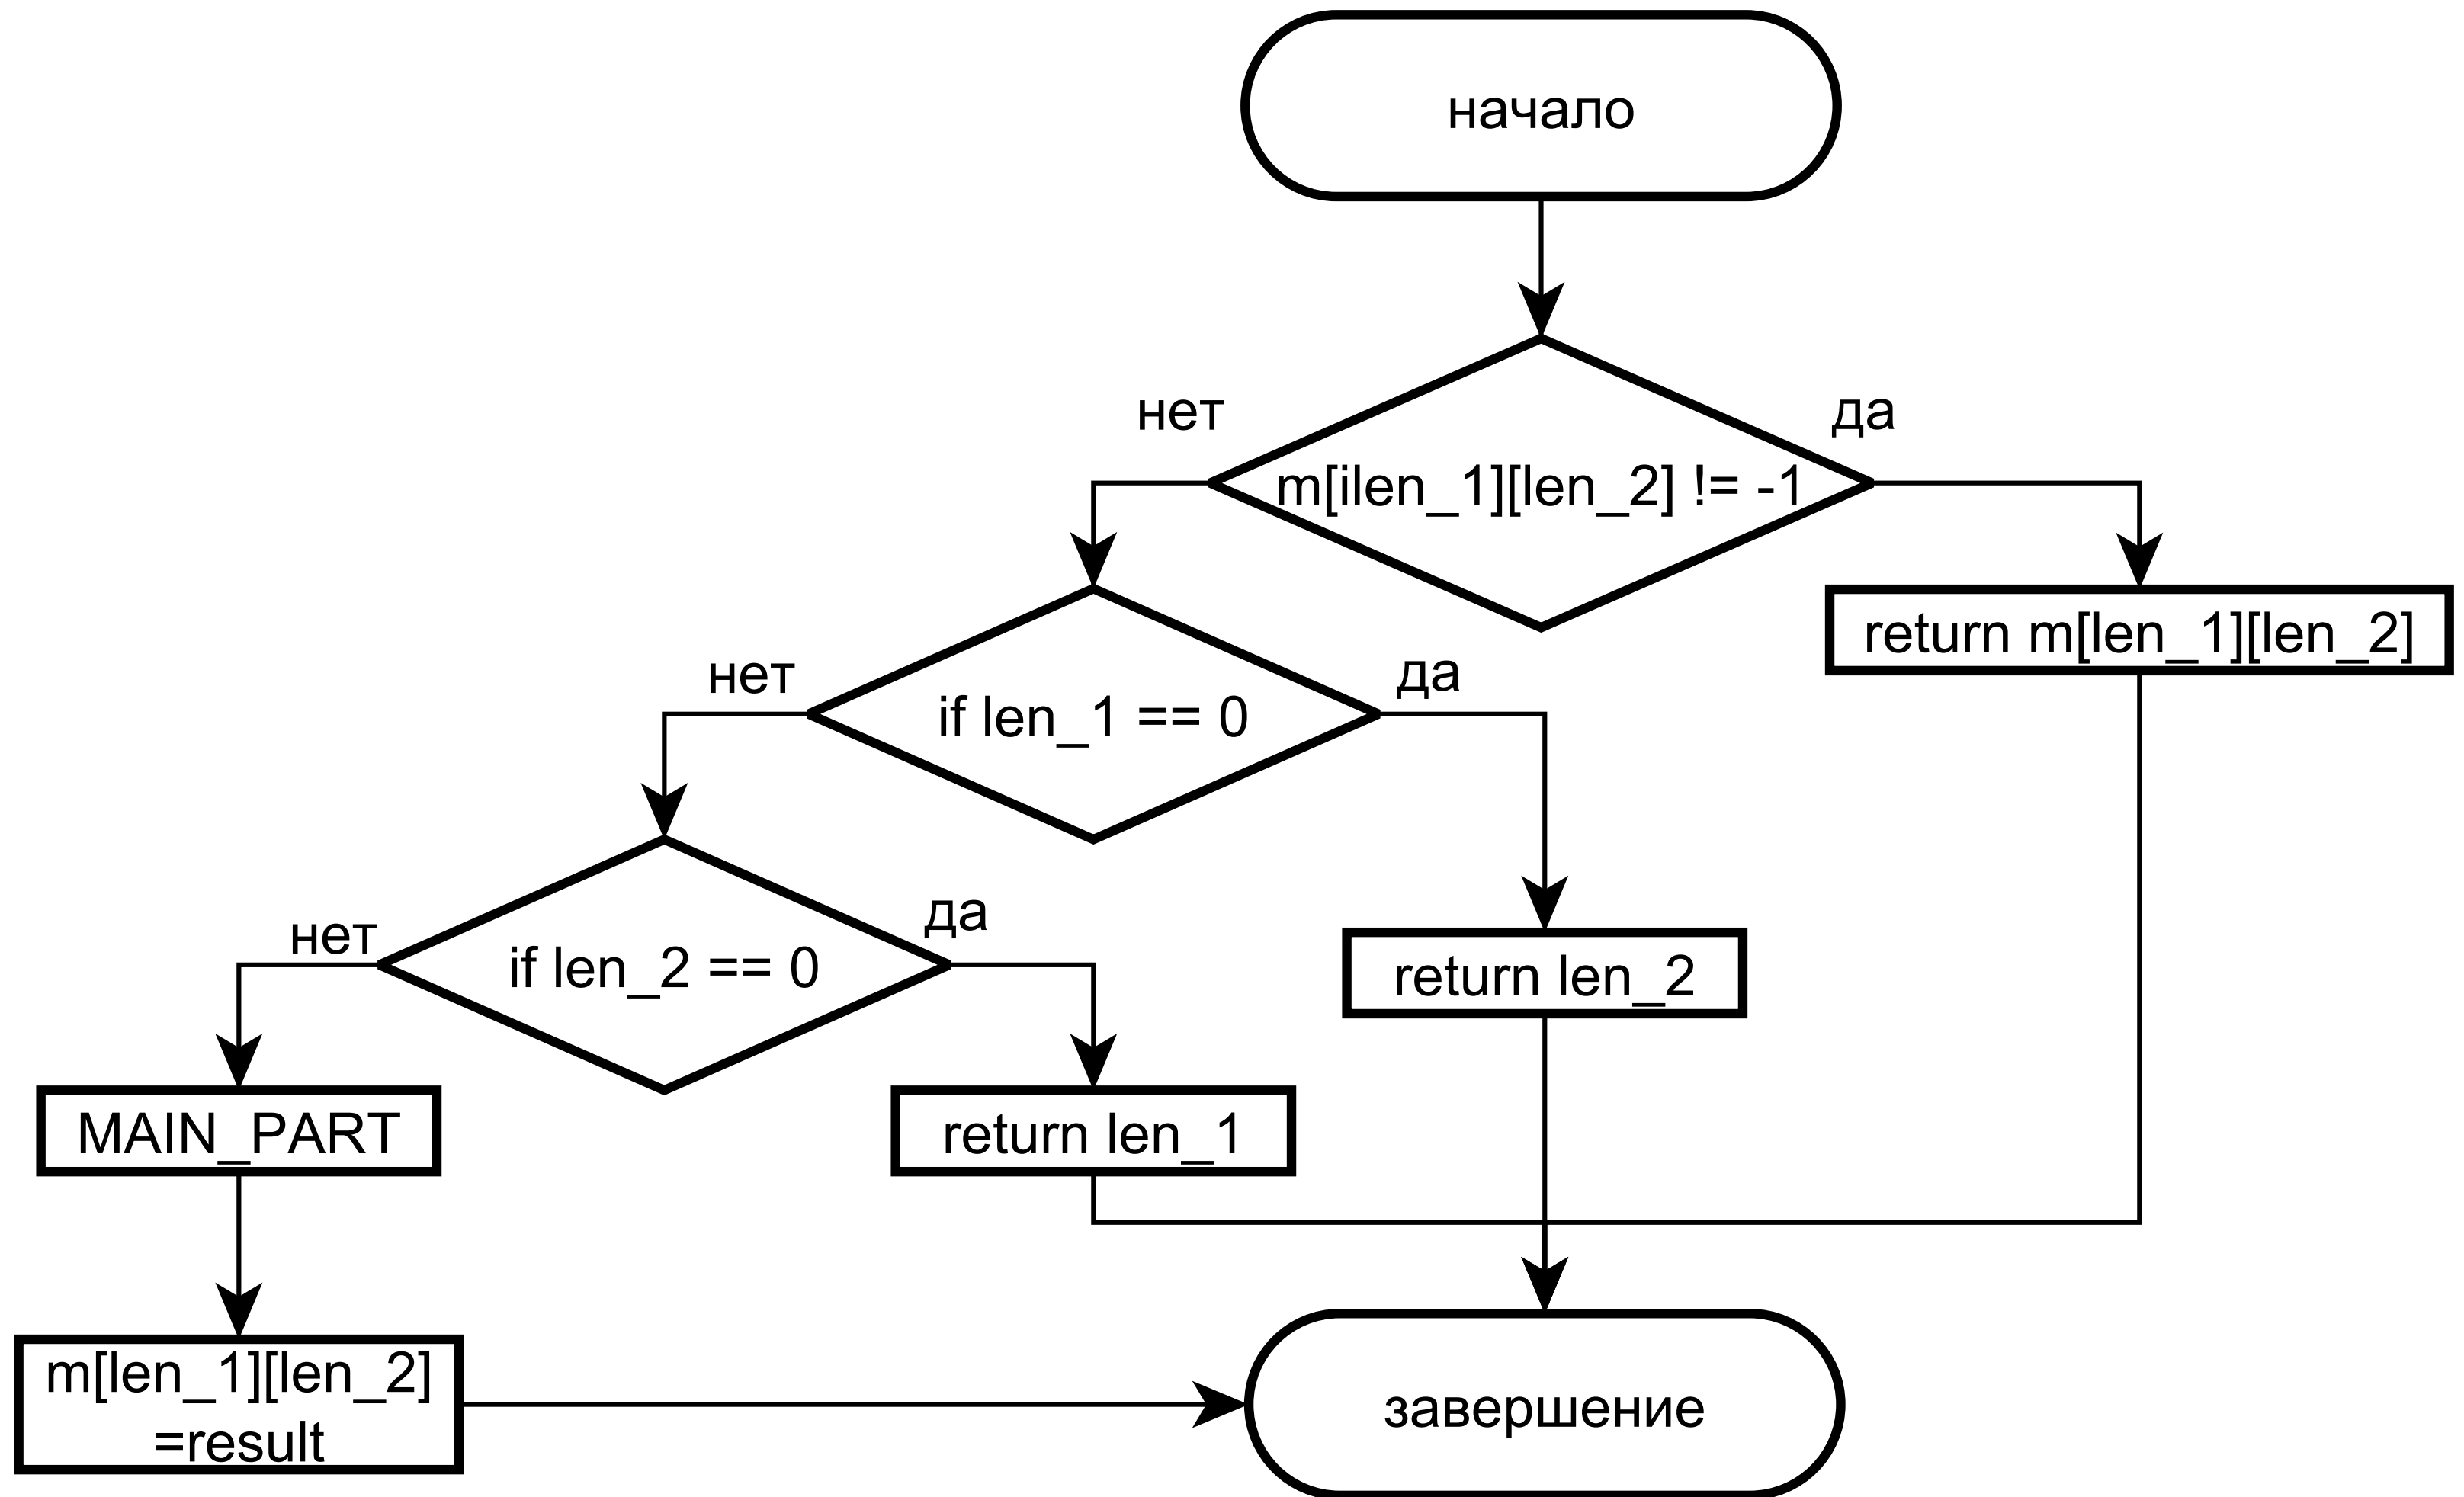 начало
нет
да
m[ilen_1][len_2] != -1
return m[len_1][len_2]
нет
да
if len_1 == 0
нет
да
if len_2 == 0
return len_2
MAIN_PART
return len_1
m[len_1][len_2]
=result
завершение